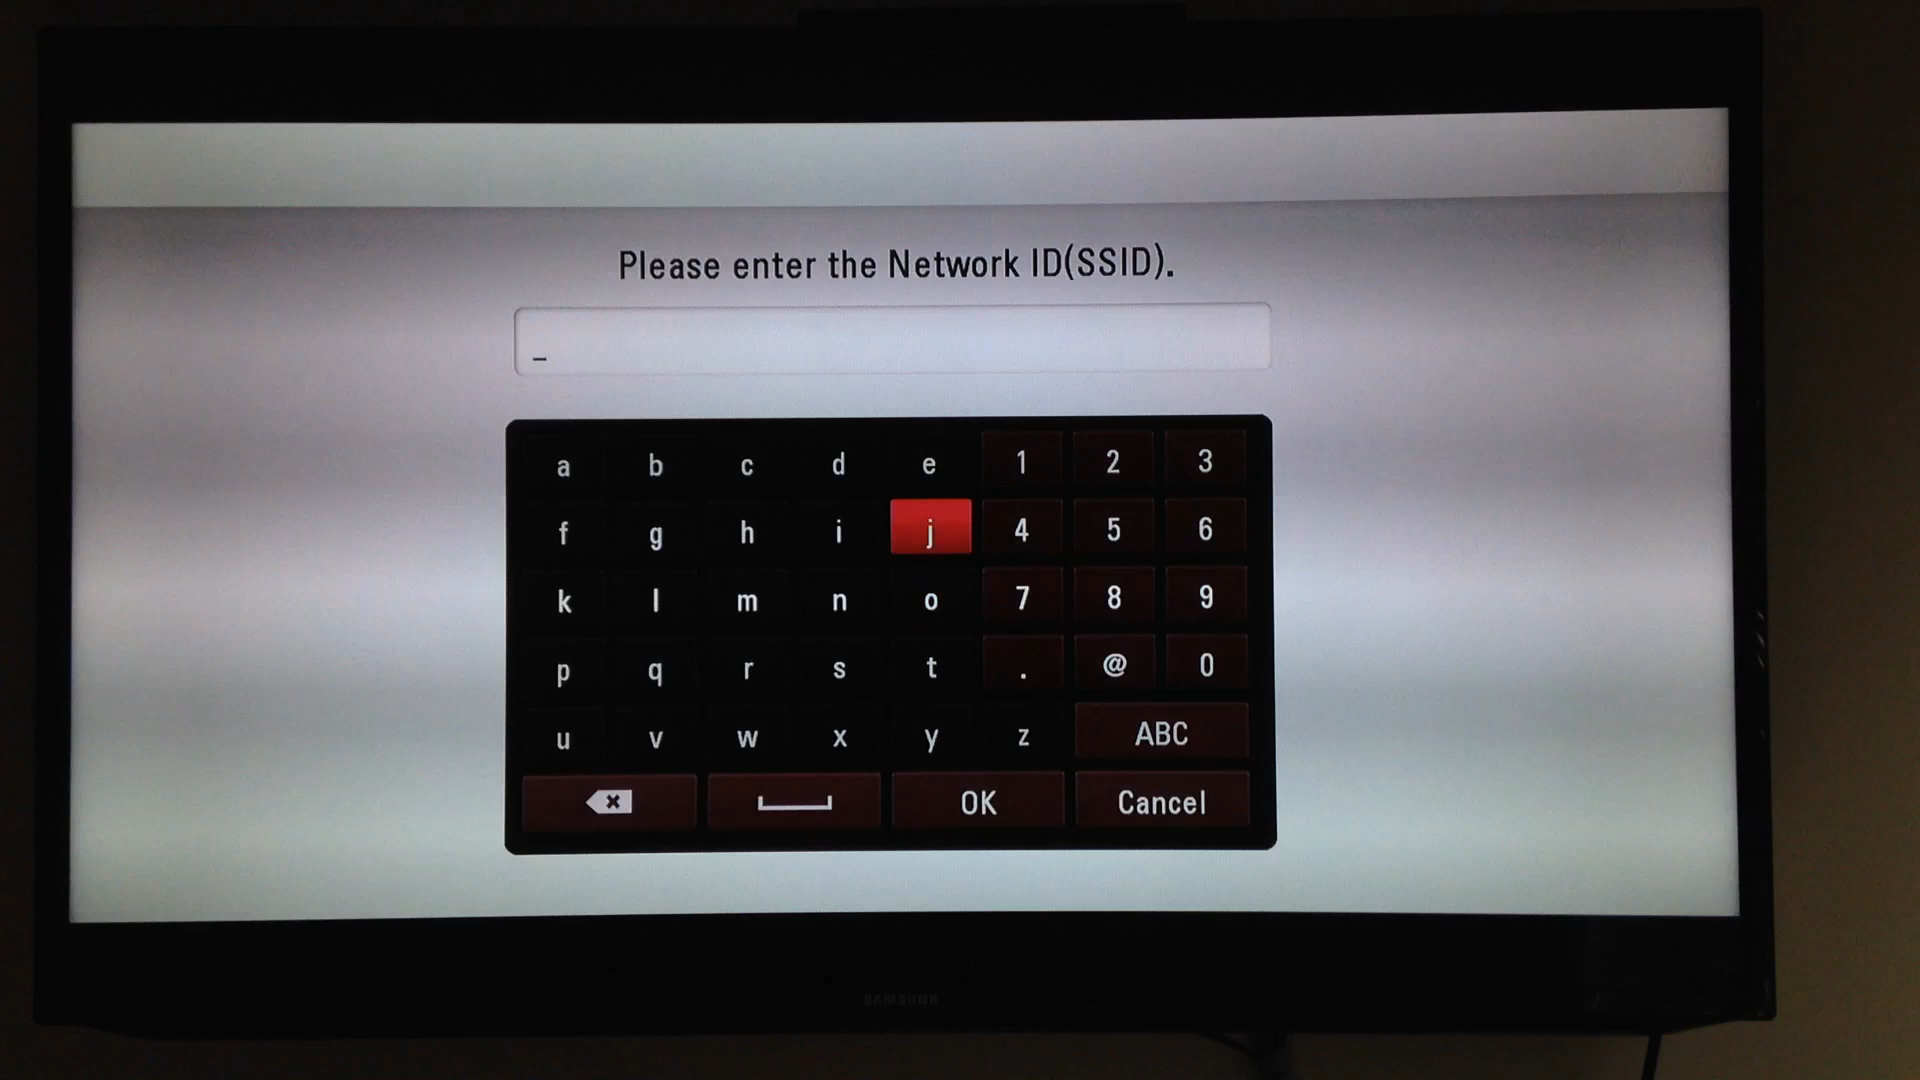 Please enter the Network ID(SSID).
_
a b c d e 1 2 3
f g h i j 4 5 6
k l m n o 7 8 9
p q r s t . @ 0
u v w x y z ABC
OK Cancel
SAMSUNG